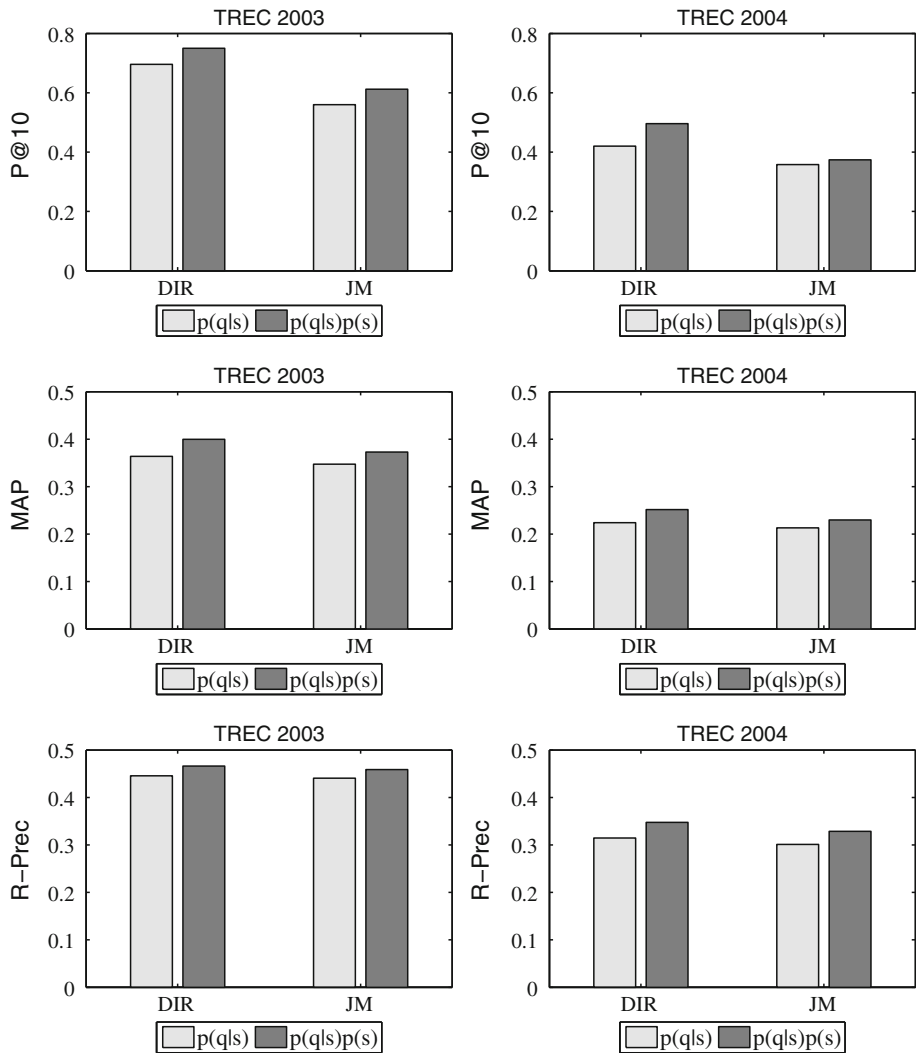 TREC 2003
P@10
0.8
0.6
0.4
0.2
0
DIR JM
p(q|s) p(q|s)p(s)
TREC 2004
P@10
0.8
0.6
0.4
0.2
0
DIR JM
p(q|s) p(q|s)p(s)
TREC 2003
MAP
0.5
0.4
0.3
0.2
0.1
0
DIR JM
p(q|s) p(q|s)p(s)
TREC 2004
MAP
0.5
0.4
0.3
0.2
0.1
0
DIR JM
p(q|s) p(q|s)p(s)
TREC 2003
R-Prec
0.5
0.4
0.3
0.2
0.1
0
DIR JM
p(q|s) p(q|s)p(s)
TREC 2004
R-Prec
0.5
0.4
0.3
0.2
0.1
0
DIR JM
p(q|s) p(q|s)p(s)